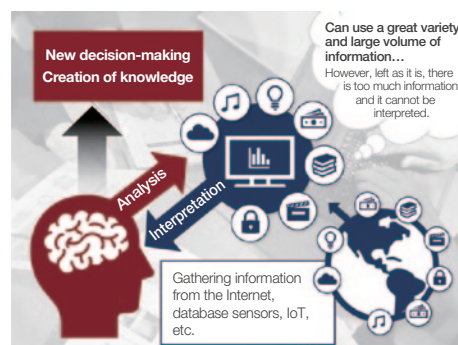 New decision-making
Creation of knowledge
Can use a great variety
and large volume of
information...
However, left as it is, there
is too much information
and it cannot be
interpreted.
Analysis
Interpretation
Gathering information
from the Internet,
database sensors, IoT,
etc.